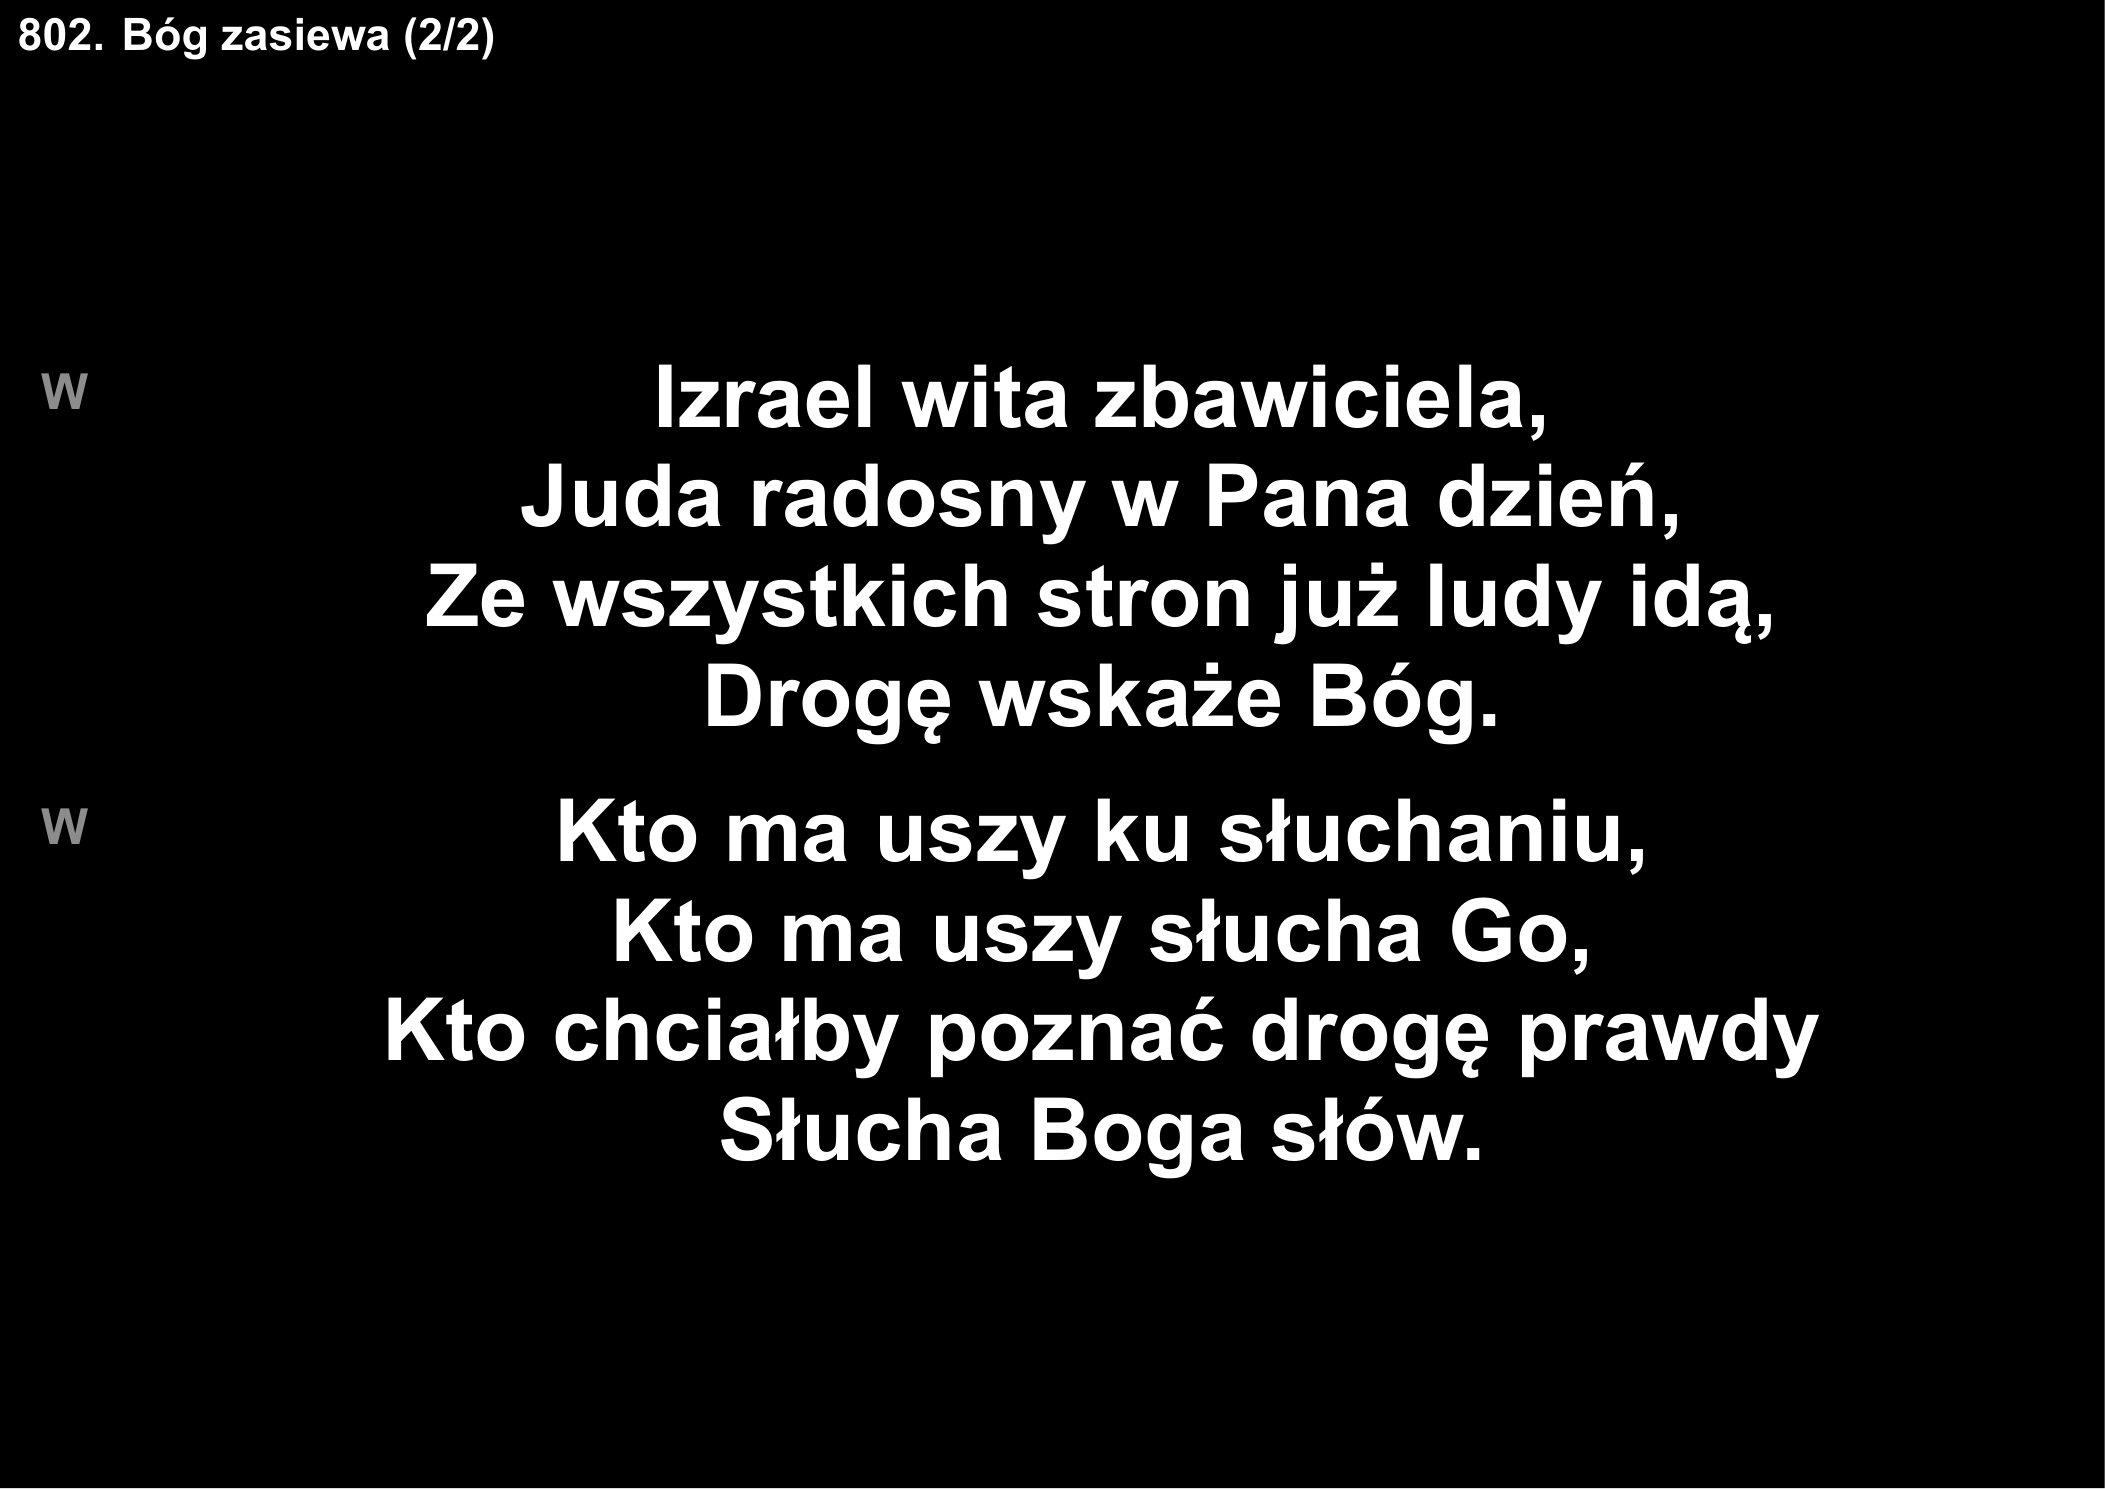 802. Bóg zasiewa (2/2)
W
Izrael wita zbawiciela,
Juda radosny w Pana dzień,
Ze wszystkich stron już ludy idą,
Drogę wskaże Bóg.
W
Kto ma uszy ku słuchaniu,
Kto ma uszy słucha Go,
Kto chciałby poznać drogę prawdy
Słucha Boga słów.